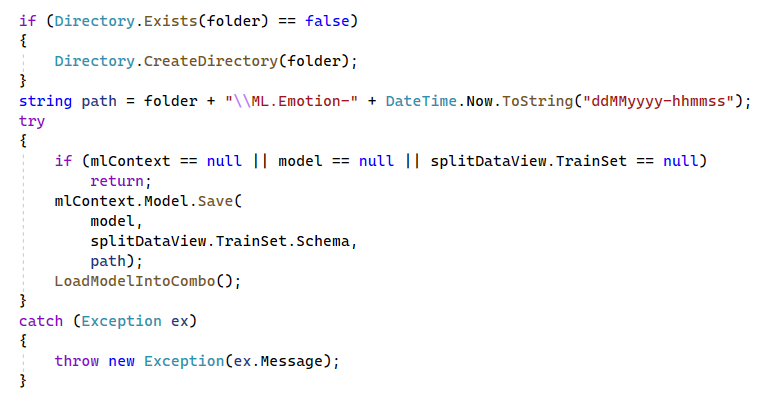 if (Directory.Exists(folder) == false)
{
    Directory.CreateDirectory(folder);
}
string path = folder + "\\ML.Emotion-" + DateTime.Now.ToString("ddMMyyyy-hhmmss");
try
{
    if (mlContext == null || model == null || splitDataView.TrainSet == null)
        return;
    mlContext.Model.Save(
        model,
        splitDataView.TrainSet.Schema,
        path);
    LoadModelIntoCombo();
}
catch (Exception ex)
{
    throw new Exception(ex.Message);
}